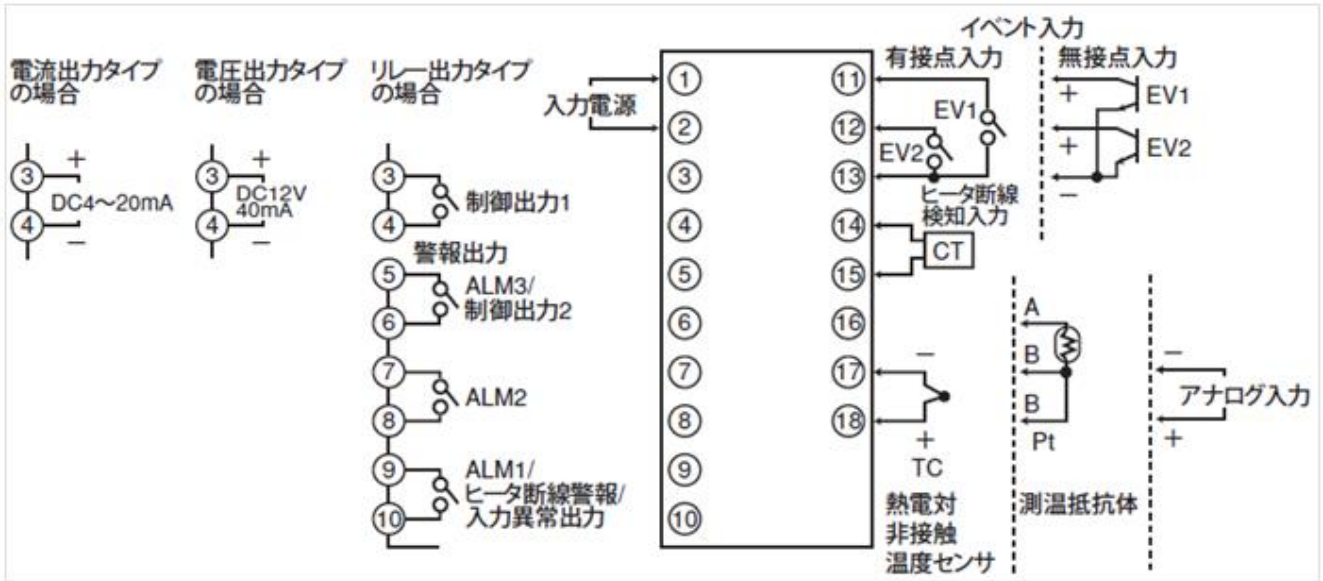 電流出力タイプ
の場合
+
③
DC4～20mA
④
−
電圧出力タイプ
の場合
+
③
DC12V
40mA
④
−
リレー出力タイプ
の場合
③
制御出力1
④
警報出力
⑤
ALM3/
制御出力2
⑥
⑦
ALM2
⑧
⑨
ALM1/
ヒータ断線警報/
入力異常出力
⑩
入力電源
①
②
③
④
⑤
⑥
⑦
⑧
⑨
⑩
⑪
⑫
⑬
⑭
⑮
⑯
⑰
⑱
イベント入力
有接点入力
EV1
EV2
無接点入力
+
EV1
+
EV2
−
ヒータ断線
検知入力
CT
−
+
TC
熱電対
非接触
温度センサ
A
B
B
Pt
測温抵抗体
−
アナログ入力
+